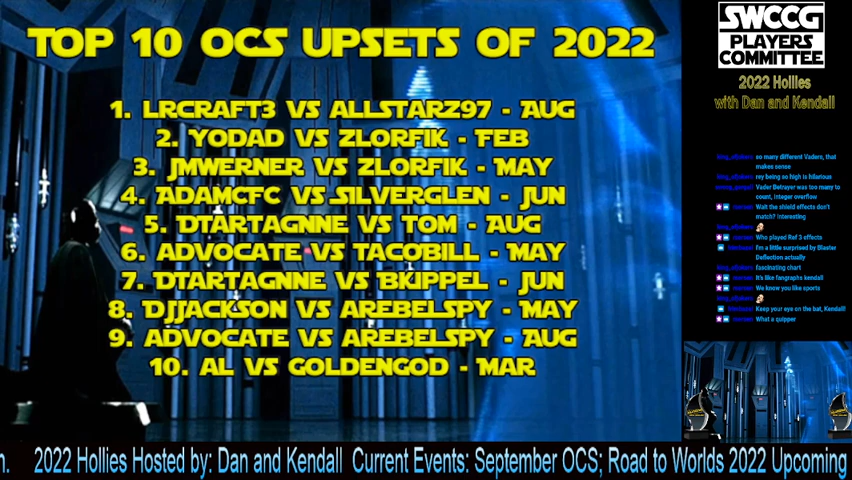 TOP 10 OCS UPSETS OF 2022
1. LRCRAFT3 VS ALLSTARZ97 - AUG
2. YODAD VS ZLORFIK - FEB
3. JMWERNER VS ZLORFIK - MAY
4. ADAMCFC VS SILVERGLEN - JUN
5. DTARTAGNNE VS TOM - AUG
6. ADVOCATE VS TACOBILL - MAY
7. DTARTAGNNE VS BKIPPEL - JUN
8. DJJACKSON VS AREBELSPY - MAY
9. ADVOCATE VS AREBELSPY - AUG
10. AL VS GOLDENGOD - MAR
SWCCG
PLAYERS
COMMITTEE
2022 Hollies
with Dan and Kendall
so many different Vaders, that
makes sense
rey being so high is hilarious
Vader Betrayer was too many to
count, integer overflow
Wait the shield effects don't
match? Interesting
Who played Ref 3 effects
I'm a little surprised by Blaster
Deflection actually
fascinating chart
It's like fangraphs kendall
We know you like sports
Keep your eye on the bat, Kendall!
What a quipper
n. 2022 Hollies Hosted by: Dan and Kendall Current Events: September OCS; Road to Worlds 2022 Upcoming